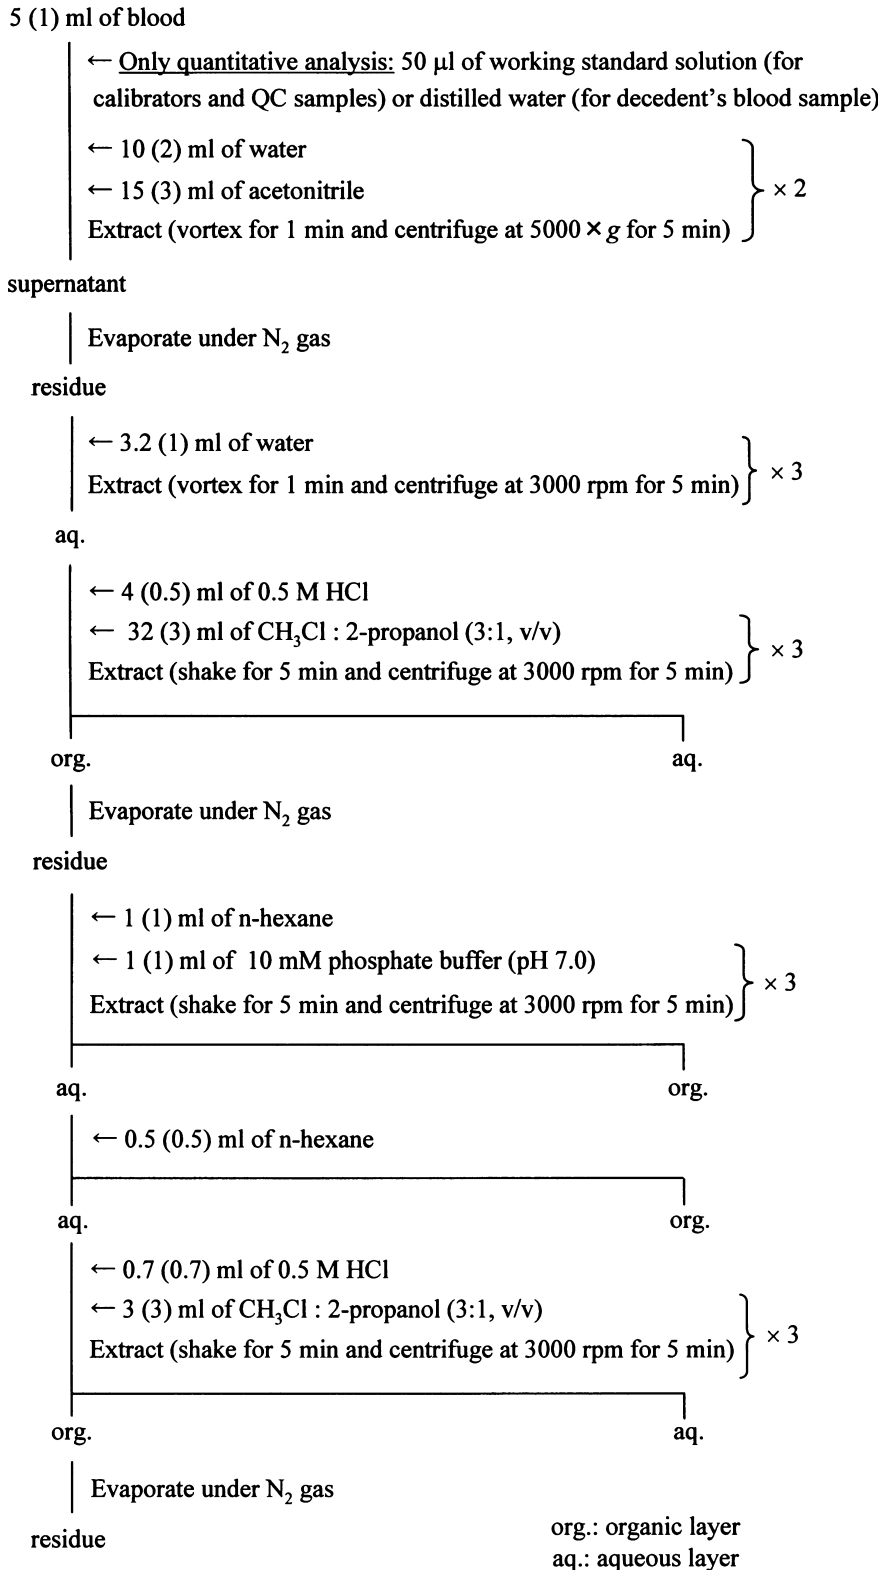 5 (1) ml of blood
← Only quantitative analysis: 50 μl of working standard solution (for
calibrators and QC samples) or distilled water (for decedent's blood sample)
← 10 (2) ml of water
← 15 (3) ml of acetonitrile
× 2
Extract (vortex for 1 min and centrifuge at 5000 × g for 5 min)
supernatant
Evaporate under N₂ gas
residue
← 3.2 (1) ml of water
× 3
Extract (vortex for 1 min and centrifuge at 3000 rpm for 5 min)
aq.
← 4 (0.5) ml of 0.5 M HCl
← 32 (3) ml of CH₃Cl : 2-propanol (3:1, v/v)
× 3
Extract (shake for 5 min and centrifuge at 3000 rpm for 5 min)
org. aq.
Evaporate under N₂ gas
residue
← 1 (1) ml of n-hexane
← 1 (1) ml of 10 mM phosphate buffer (pH 7.0)
× 3
Extract (shake for 5 min and centrifuge at 3000 rpm for 5 min)
aq. org.
← 0.5 (0.5) ml of n-hexane
aq. org.
← 0.7 (0.7) ml of 0.5 M HCl
← 3 (3) ml of CH₃Cl : 2-propanol (3:1, v/v)
× 3
Extract (shake for 5 min and centrifuge at 3000 rpm for 5 min)
org. aq.
Evaporate under N₂ gas
residue
org.: organic layer
aq.: aqueous layer